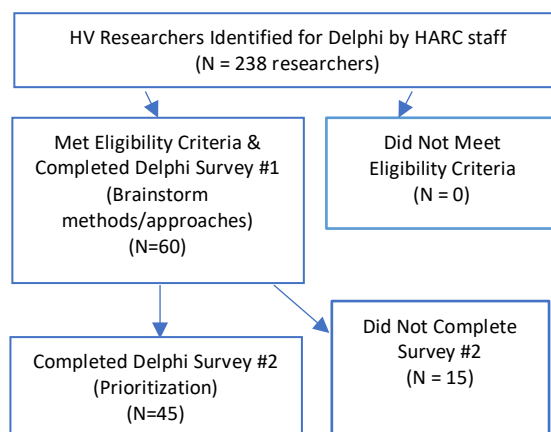 HV Researchers Identified for Delphi by HARC staff
(N = 238 researchers)
Met Eligibility Criteria &
Completed Delphi Survey #1
(Brainstorm
methods/approaches)
(N=60)
Did Not Meet
Eligibility Criteria
(N = 0)
Completed Delphi Survey #2
(Prioritization)
(N=45)
Did Not Complete
Survey #2
(N = 15)